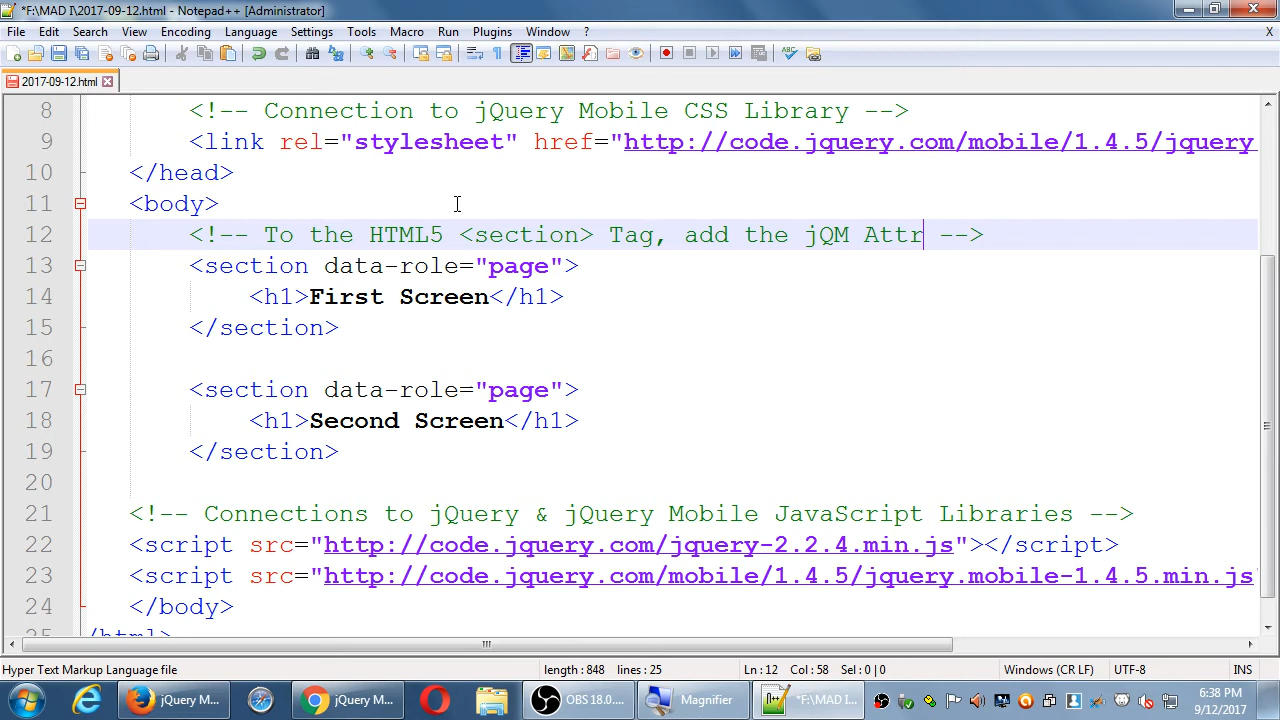 *F:\MAD I\2017-09-12.html - Notepad++ [Administrator]
File Edit Search View Encoding Language Settings Tools Macro Run Plugins Window ? X
2017-09-12.html
8 <!-- Connection to jQuery Mobile CSS Library -->
9 <link rel="stylesheet" href="http://code.jquery.com/mobile/1.4.5/jquery
10 </head>
11 <body>
12 <!-- To the HTML5 <section> Tag, add the jQM Attr -->
13 <section data-role="page">
14 <h1>First Screen</h1>
15 </section>
16
17 <section data-role="page">
18 <h1>Second Screen</h1>
19 </section>
20
21 <!-- Connections to jQuery & jQuery Mobile JavaScript Libraries -->
22 <script src="http://code.jquery.com/jquery-2.2.4.min.js"></script>
23 <script src="http://code.jquery.com/mobile/1.4.5/jquery.mobile-1.4.5.min.js"
24 </body>
25 /html>
Hyper Text Markup Language file length : 848 lines : 25 Ln : 12 Col : 58 Sel : 0 | 0 Windows (CR LF) UTF-8 INS
jQuery M... jQuery M... OBS 18.0.... Magnifier *F:\MAD I... 6:38 PM
9/12/2017